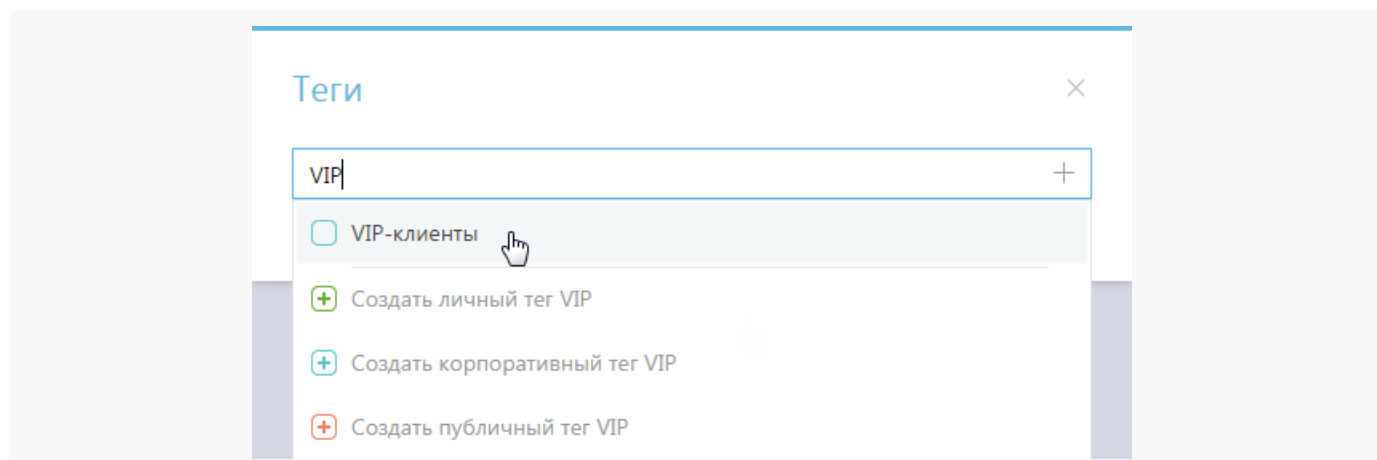 Теги
VIP
VIP-клиенты
Создать личный тег VIP
Создать корпоративный тег VIP
Создать публичный тег VIP